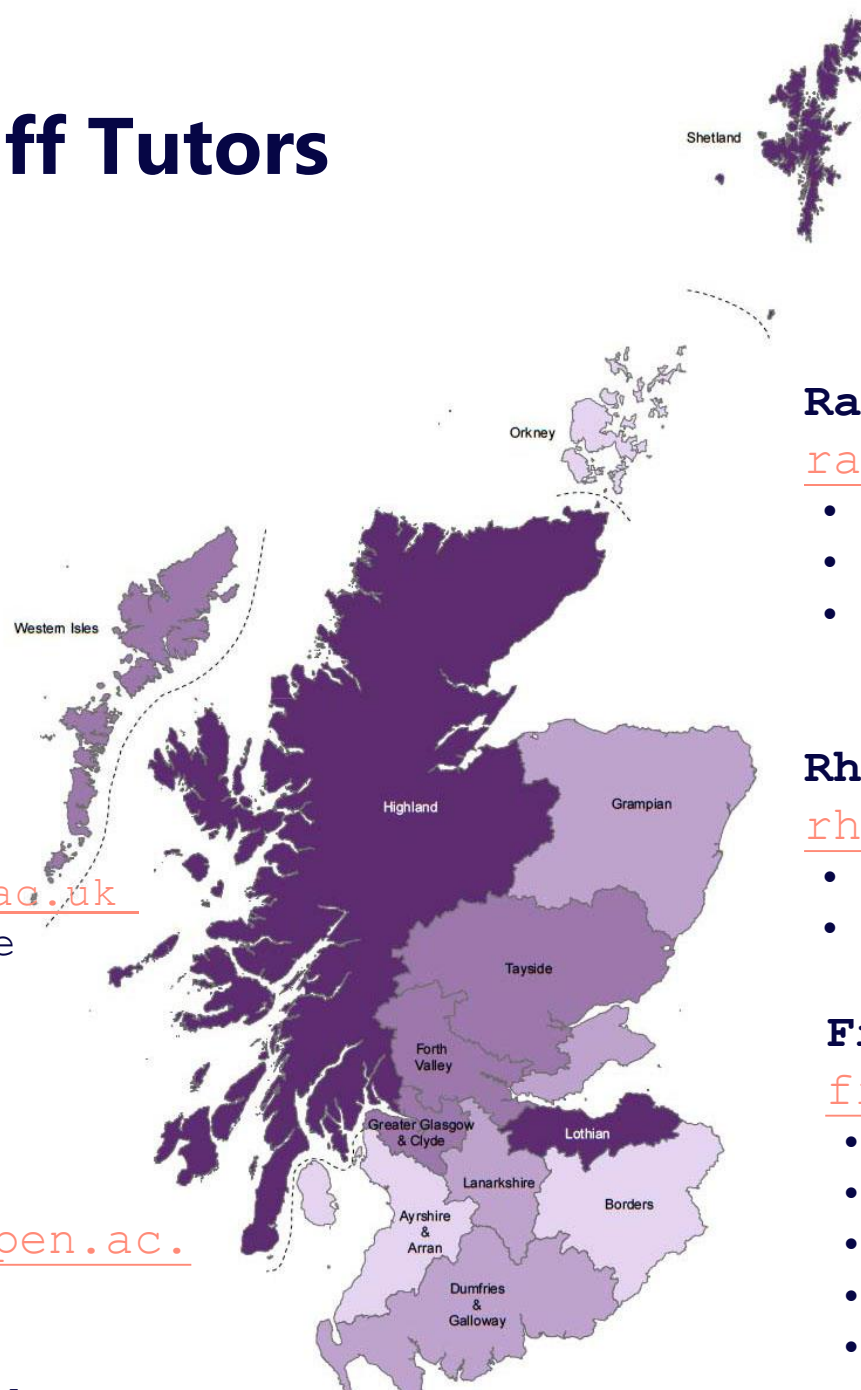 ff Tutors
Shetland
Orkney
Ra
ra
•
•
•
Western Isles
Highland
Grampian
Rh
rh
•
•
ac.uk
e
Tayside
Forth
Valley
Greater Glasgow
& Clyde
Lothian
Lanarkshire
Borders
Ayrshire
&
Arran
Dumfries
&
Galloway
pen.ac.
•
•
•
•
•